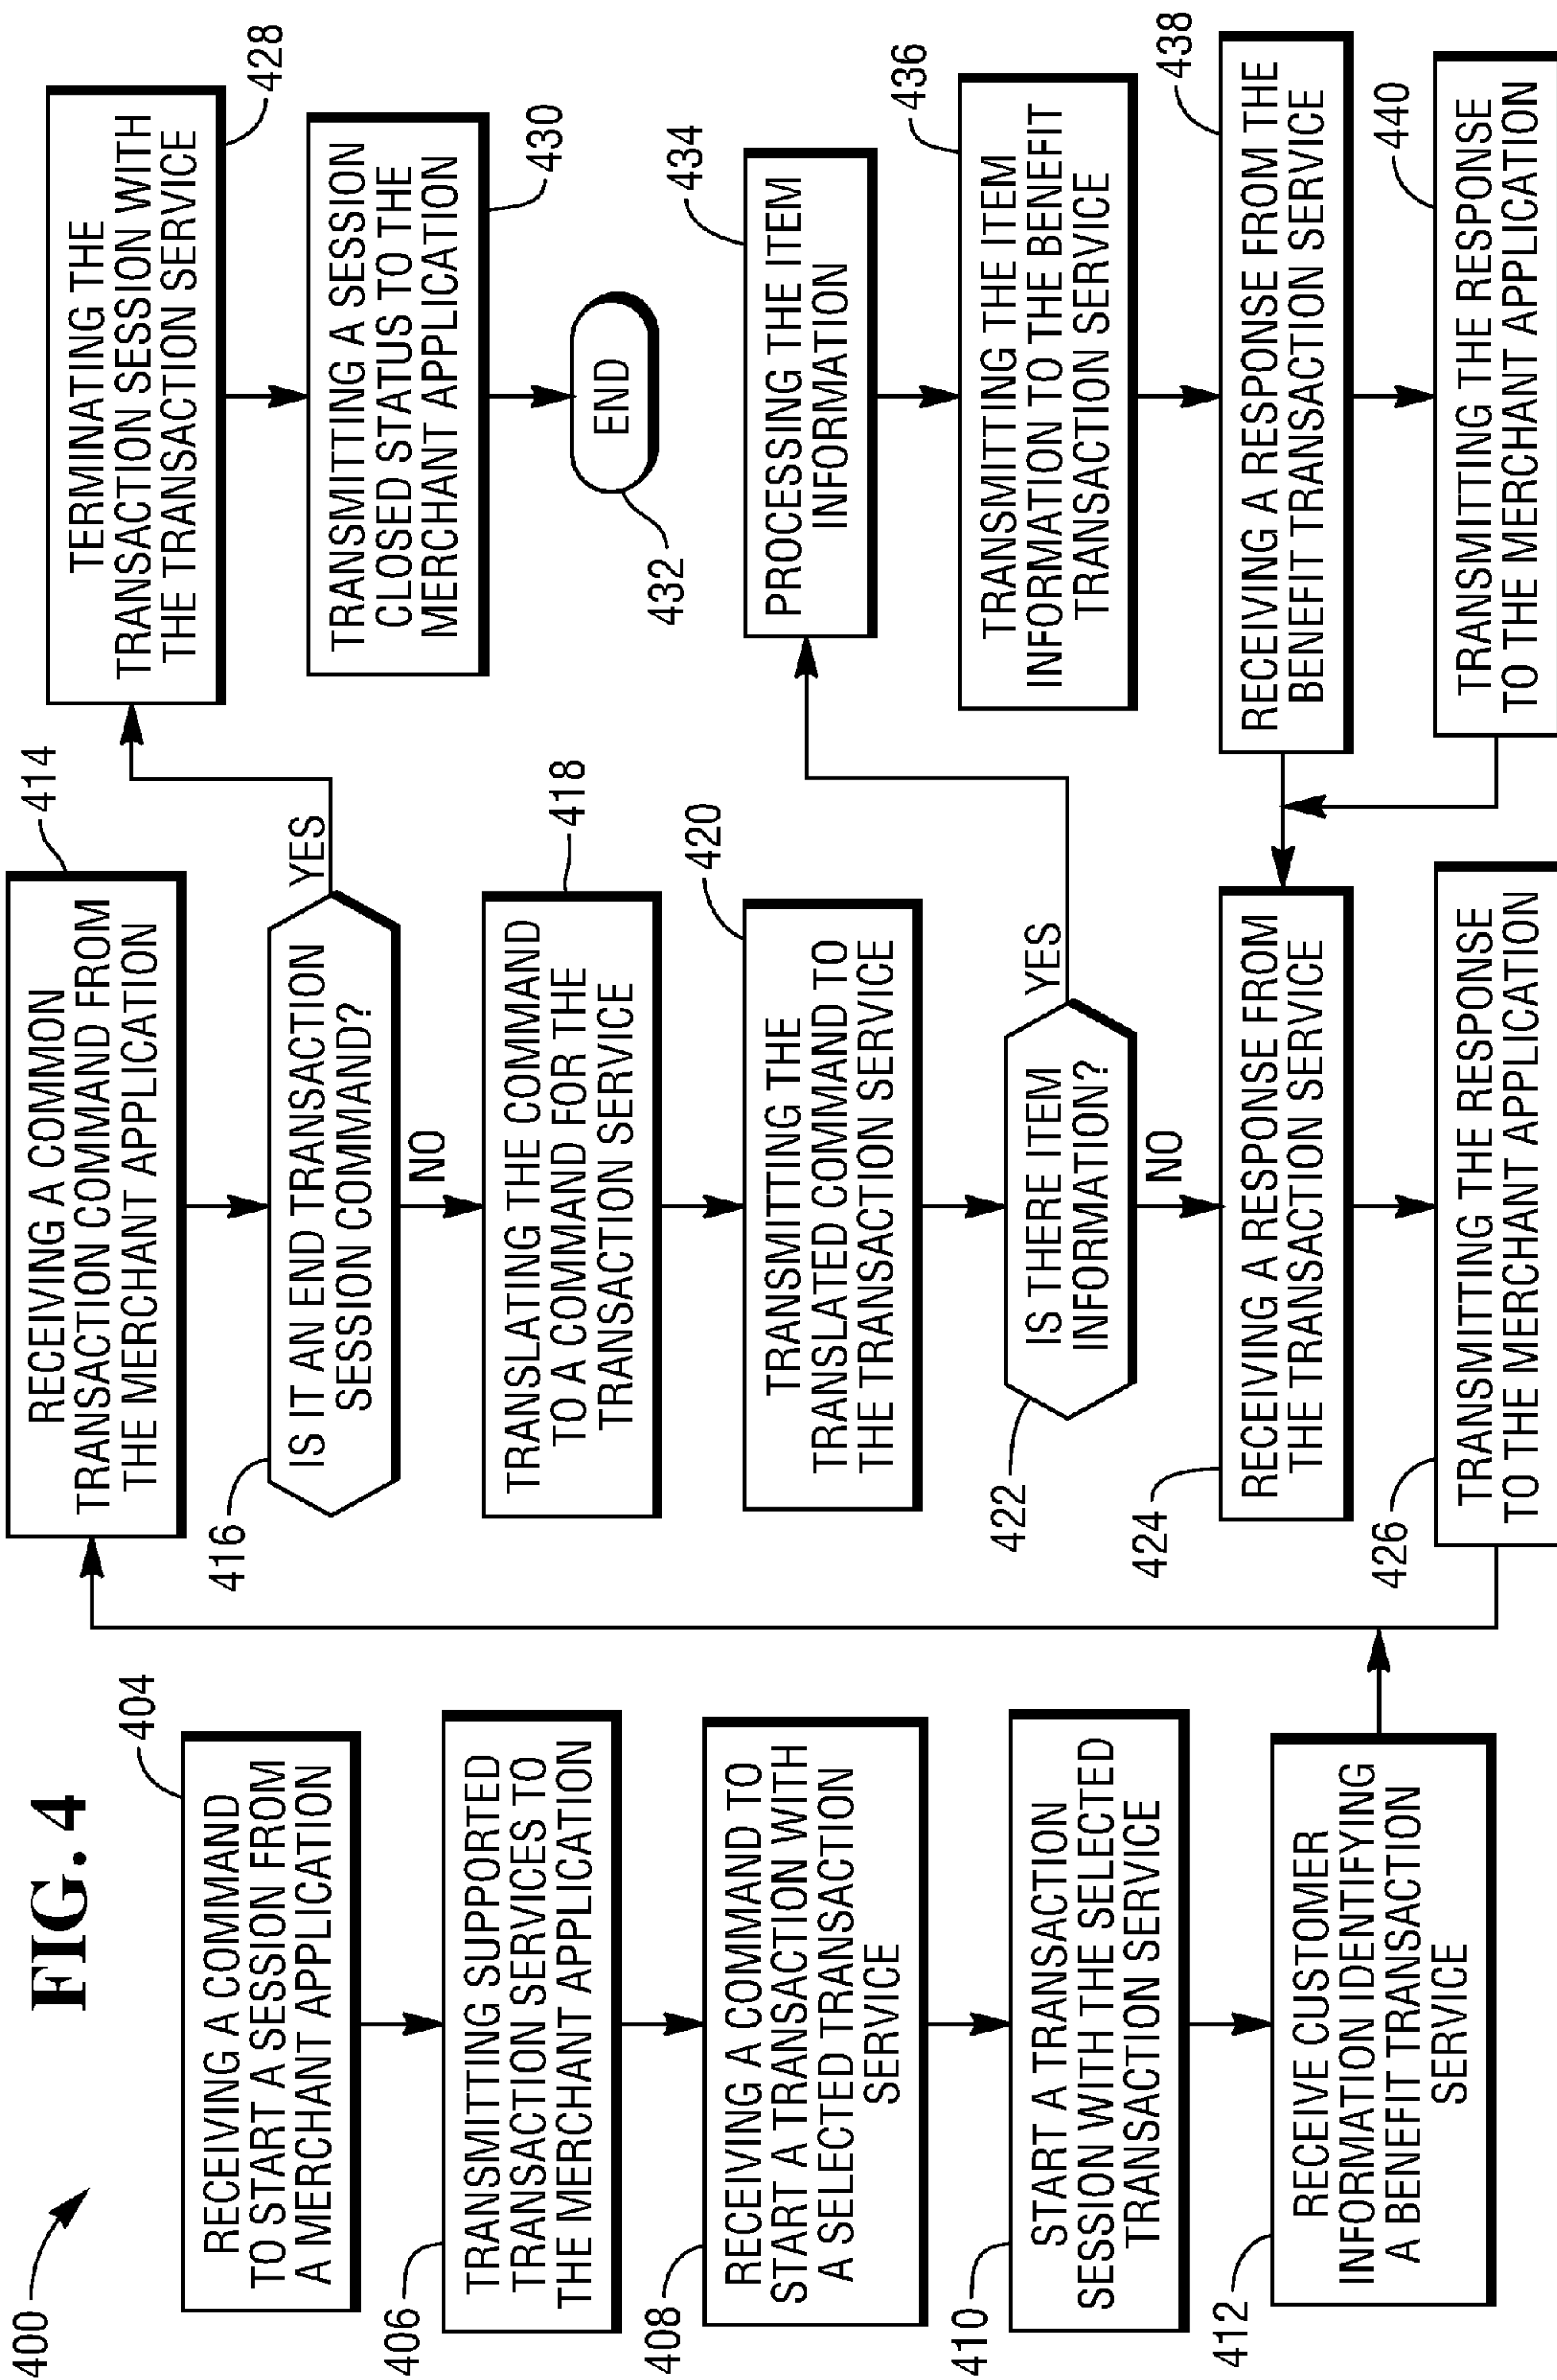 FIG. 4
400
404
RECEIVING A COMMAND
TO START A SESSION FROM
A MERCHANT APPLICATION
406
TRANSMITTING SUPPORTED
TRANSACTION SERVICES TO
THE MERCHANT APPLICATION
408
RECEIVING A COMMAND TO
START A TRANSACTION WITH
A SELECTED TRANSACTION
SERVICE
410
START A TRANSACTION
SESSION WITH THE SELECTED
TRANSACTION SERVICE
412
RECEIVE CUSTOMER
INFORMATION IDENTIFYING
A BENEFIT TRANSACTION
SERVICE
414
RECEIVING A COMMON
TRANSACTION COMMAND FROM
THE MERCHANT APPLICATION
416
IS IT AN END TRANSACTION
SESSION COMMAND?
YES
NO
418
TRANSLATING THE COMMAND
TO A COMMAND FOR THE
TRANSACTION SERVICE
420
TRANSMITTING THE
TRANSLATED COMMAND TO
THE TRANSACTION SERVICE
422
IS THERE ITEM
INFORMATION?
YES
NO
424
RECEIVING A RESPONSE FROM
THE TRANSACTION SERVICE
426
TRANSMITTING THE RESPONSE
TO THE MERCHANT APPLICATION
428
TERMINATING THE
TRANSACTION SESSION WITH
THE TRANSACTION SERVICE
430
TRANSMITTING A SESSION
CLOSED STATUS TO THE
MERCHANT APPLICATION
432
END
434
PROCESSING THE ITEM
INFORMATION
436
TRANSMITTING THE ITEM
INFORMATION TO THE BENEFIT
TRANSACTION SERVICE
438
RECEIVING A RESPONSE FROM THE
BENEFIT TRANSACTION SERVICE
440
TRANSMITTING THE RESPONSE
TO THE MERCHANT APPLICATION